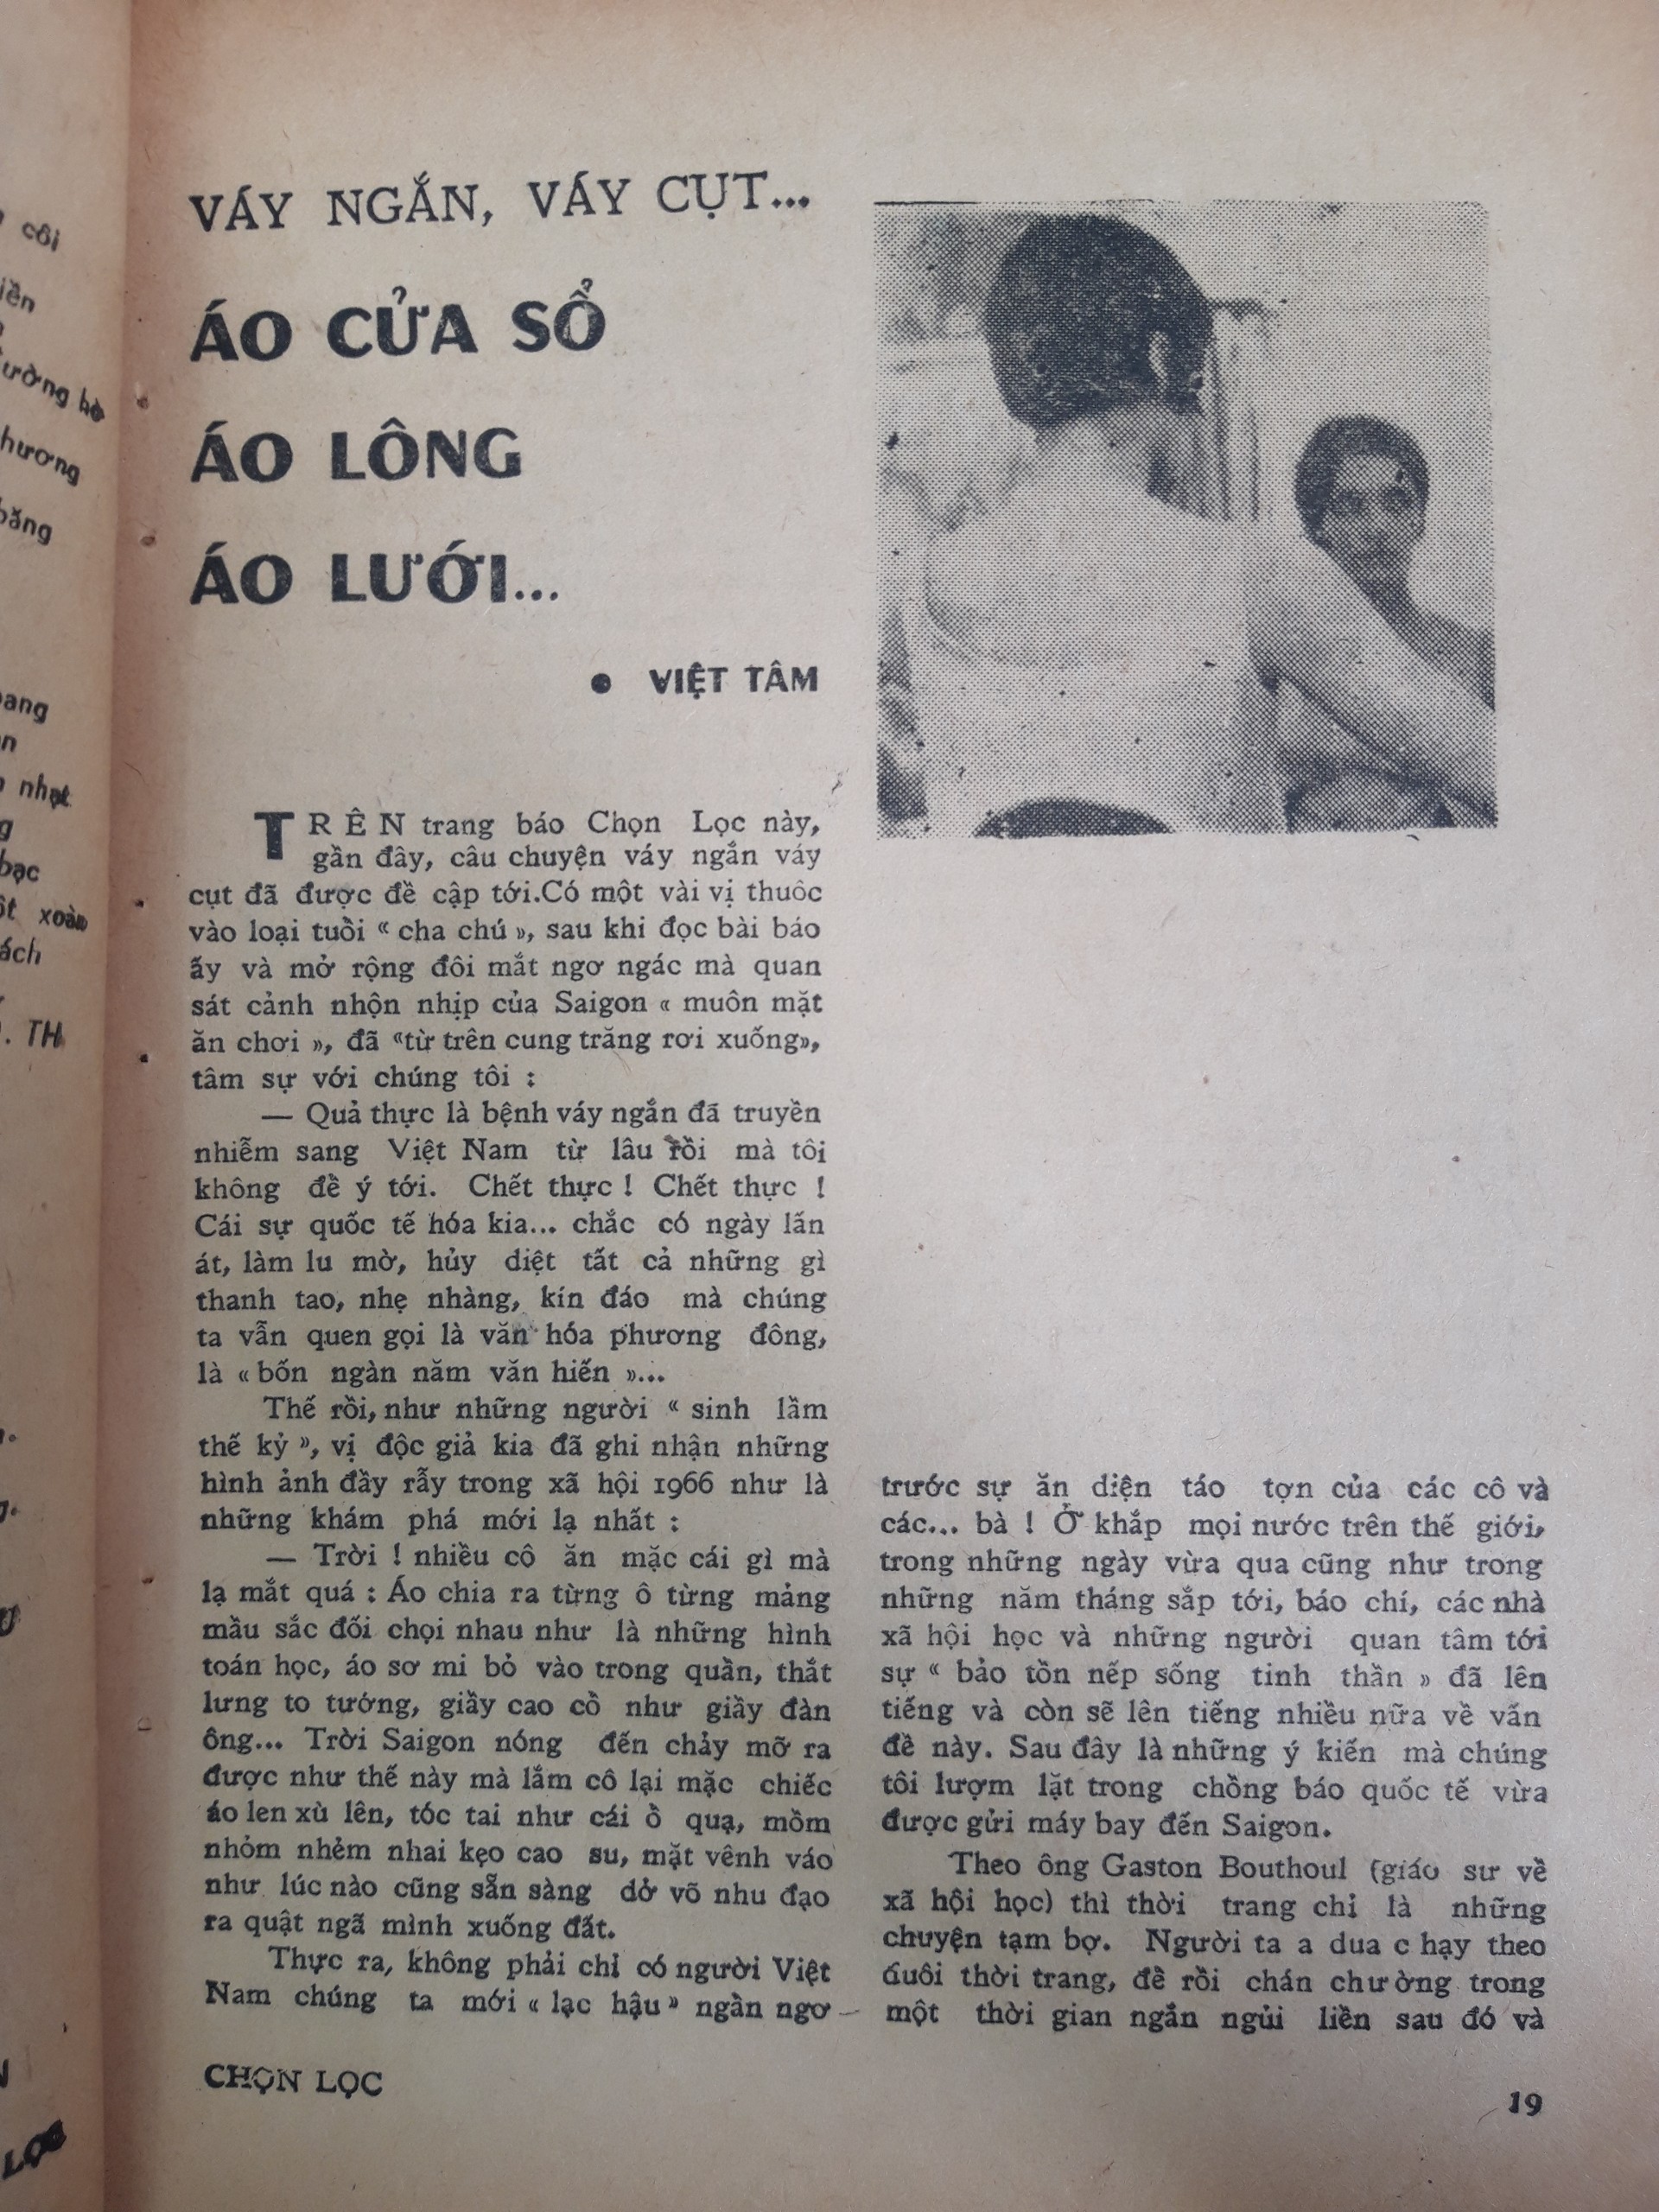 VÁY NGẮN, VÁY CỤT...
ÁO CỬA SỔ
ÁO LÔNG
ÁO LƯỚI...
● VIỆT TÂM
TRÊN trang báo Chọn Lọc này,
gần đây, câu chuyện váy ngắn váy
cụt đã được đề cập tới.Có một vài vị thuôc
vào loại tuổi « cha chú », sau khi đọc bài báo
ấy và mở rộng đôi mắt ngơ ngác mà quan
sát cảnh nhộn nhịp của Saigon « muôn mặt
ăn chơi », đã «từ trên cung trăng rơi xuống»,
tâm sự với chúng tôi :
— Quả thực là bệnh váy ngắn đã truyền
nhiễm sang Việt Nam từ lâu rồi mà tôi
không để ý tới. Chết thực ! Chết thực !
Cái sự quốc tế hóa kia... chắc có ngày lấn
át, làm lu mờ, hủy diệt tất cả những gì
thanh tao, nhẹ nhàng, kín đáo mà chúng
ta vẫn quen gọi là văn hóa phương đông,
là « bốn ngàn năm văn hiến »...
Thế rồi, như những người « sinh lầm
thế kỷ », vị độc giả kia đã ghi nhận những
hình ảnh đầy rẫy trong xã hội 1966 như là
những khám phá mới lạ nhất :
— Trời ! nhiều cô ăn mặc cái gì mà
lạ mắt quá : Áo chia ra từng ô từng mảng
mầu sắc đối chọi nhau như là những hình
toán học, áo sơ mi bỏ vào trong quần, thắt
lưng to tướng, giầy cao cổ như giầy đàn
ông... Trời Saigon nóng đến chảy mỡ ra
được như thế này mà lắm cô lại mặc chiếc
áo len xù lên, tóc tai như cái ổ quạ, mồm
nhỏm nhẻm nhai kẹo cao su, mặt vênh váo
như lúc nào cũng sẵn sàng dở võ nhu đạo
ra quật ngã mình xuống đất.
Thực ra, không phải chỉ có người Việt
Nam chúng ta mới « lạc hậu » ngần ngơ
trước sự ăn diện táo tợn của các cô và
các... bà ! Ở khắp mọi nước trên thế giới,
trong những ngày vừa qua cũng như trong
những năm tháng sắp tới, báo chí, các nhà
xã hội học và những người quan tâm tới
sự « bảo tồn nếp sống tinh thần » đã lên
tiếng và còn sẽ lên tiếng nhiều nữa về vấn
đề này. Sau đây là những ý kiến mà chúng
tôi lượm lặt trong chồng báo quốc tế vừa
được gửi máy bay đến Saigon.
Theo ông Gaston Bouthoul (giáo sư về
xã hội học) thì thời trang chỉ là những
chuyện tạm bợ. Người ta a dua c hạy theo
đuôi thời trang, để rồi chán chường trong
một thời gian ngắn ngủi liền sau đó và
CHỌN LỌC
19
côi
hương
nhạt
bạc
TH